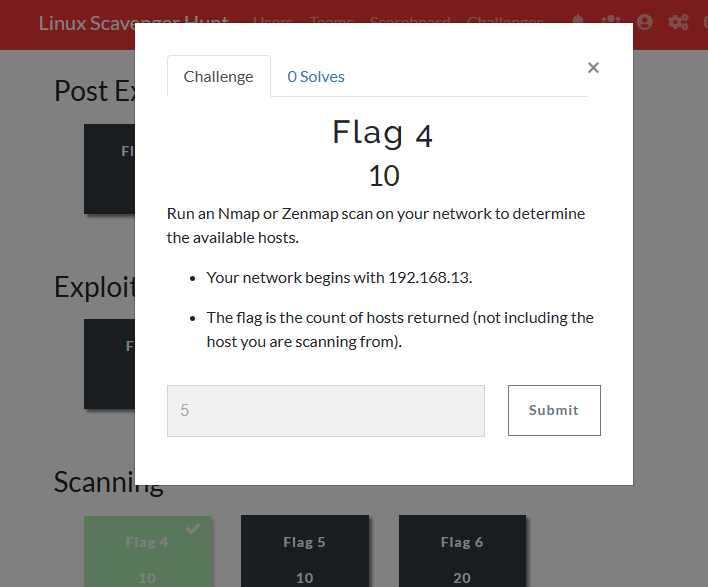 Linux Scavenger Hunt Users Teams Scoreboard Challenges
Challenge
0 Solves
×
Flag 4
10
Run an Nmap or Zenmap scan on your network to determine
the available hosts.
• Your network begins with 192.168.13.
• The flag is the count of hosts returned (not including the
host you are scanning from).
5
Submit
Post Ex
Fl
Exploit
F
Scanning
Flag 4
10
Flag 5
10
Flag 6
20